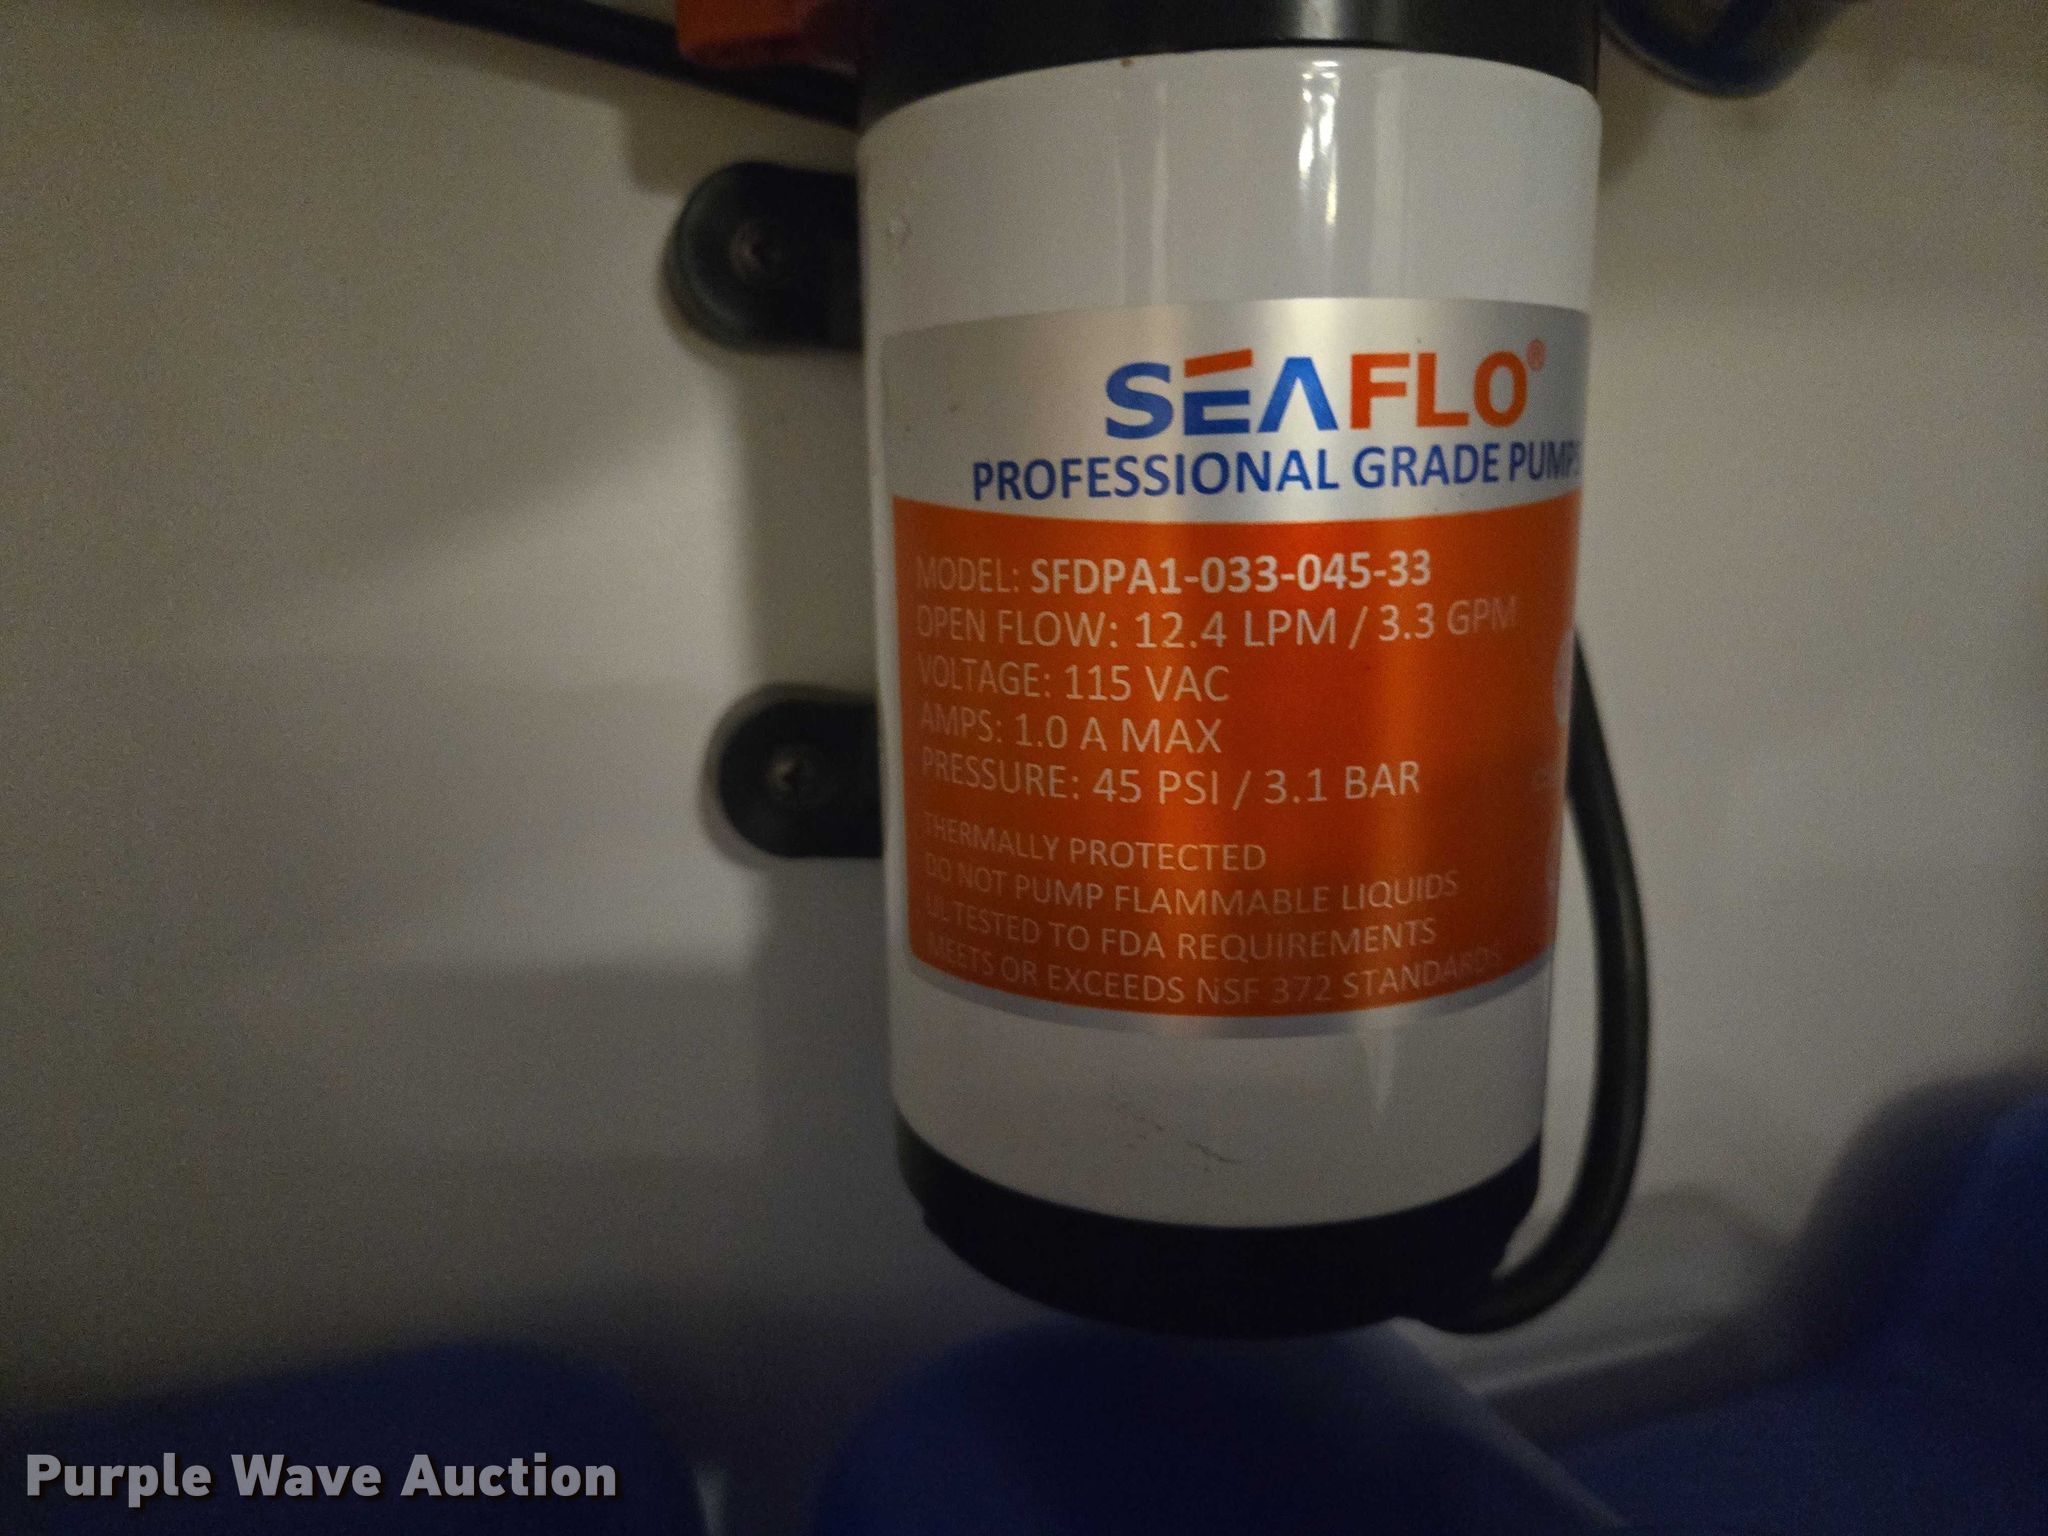 SEAFLO®
PROFESSIONAL GRADE PUMPS
MODEL: SFDPA1-033-045-33
OPEN FLOW: 12.4 LPM / 3.3 GPM
VOLTAGE: 115 VAC
AMPS: 1.0 A MAX
PRESSURE: 45 PSI / 3.1 BAR
THERMALLY PROTECTED
DO NOT PUMP FLAMMABLE LIQUIDS
UL TESTED TO FDA REQUIREMENTS
MEETS OR EXCEEDS NSF 372 STANDARDS
Purple Wave Auction